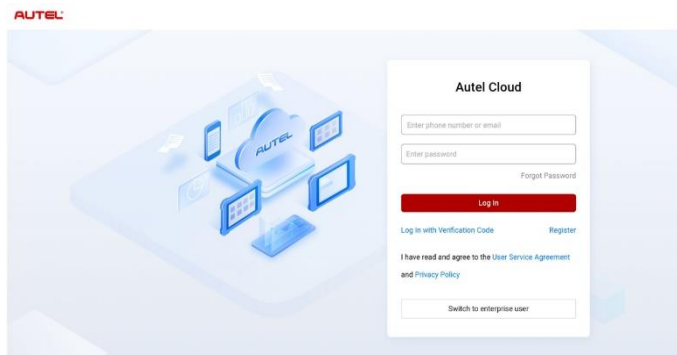 AUTEL
Autel Cloud
AUTEL
Enter phone number or email
Enter password
Forgot Password
Log In
Log In with Verification Code Register
I have read and agree to the User Service Agreement
and Privacy Policy
Switch to enterprise user